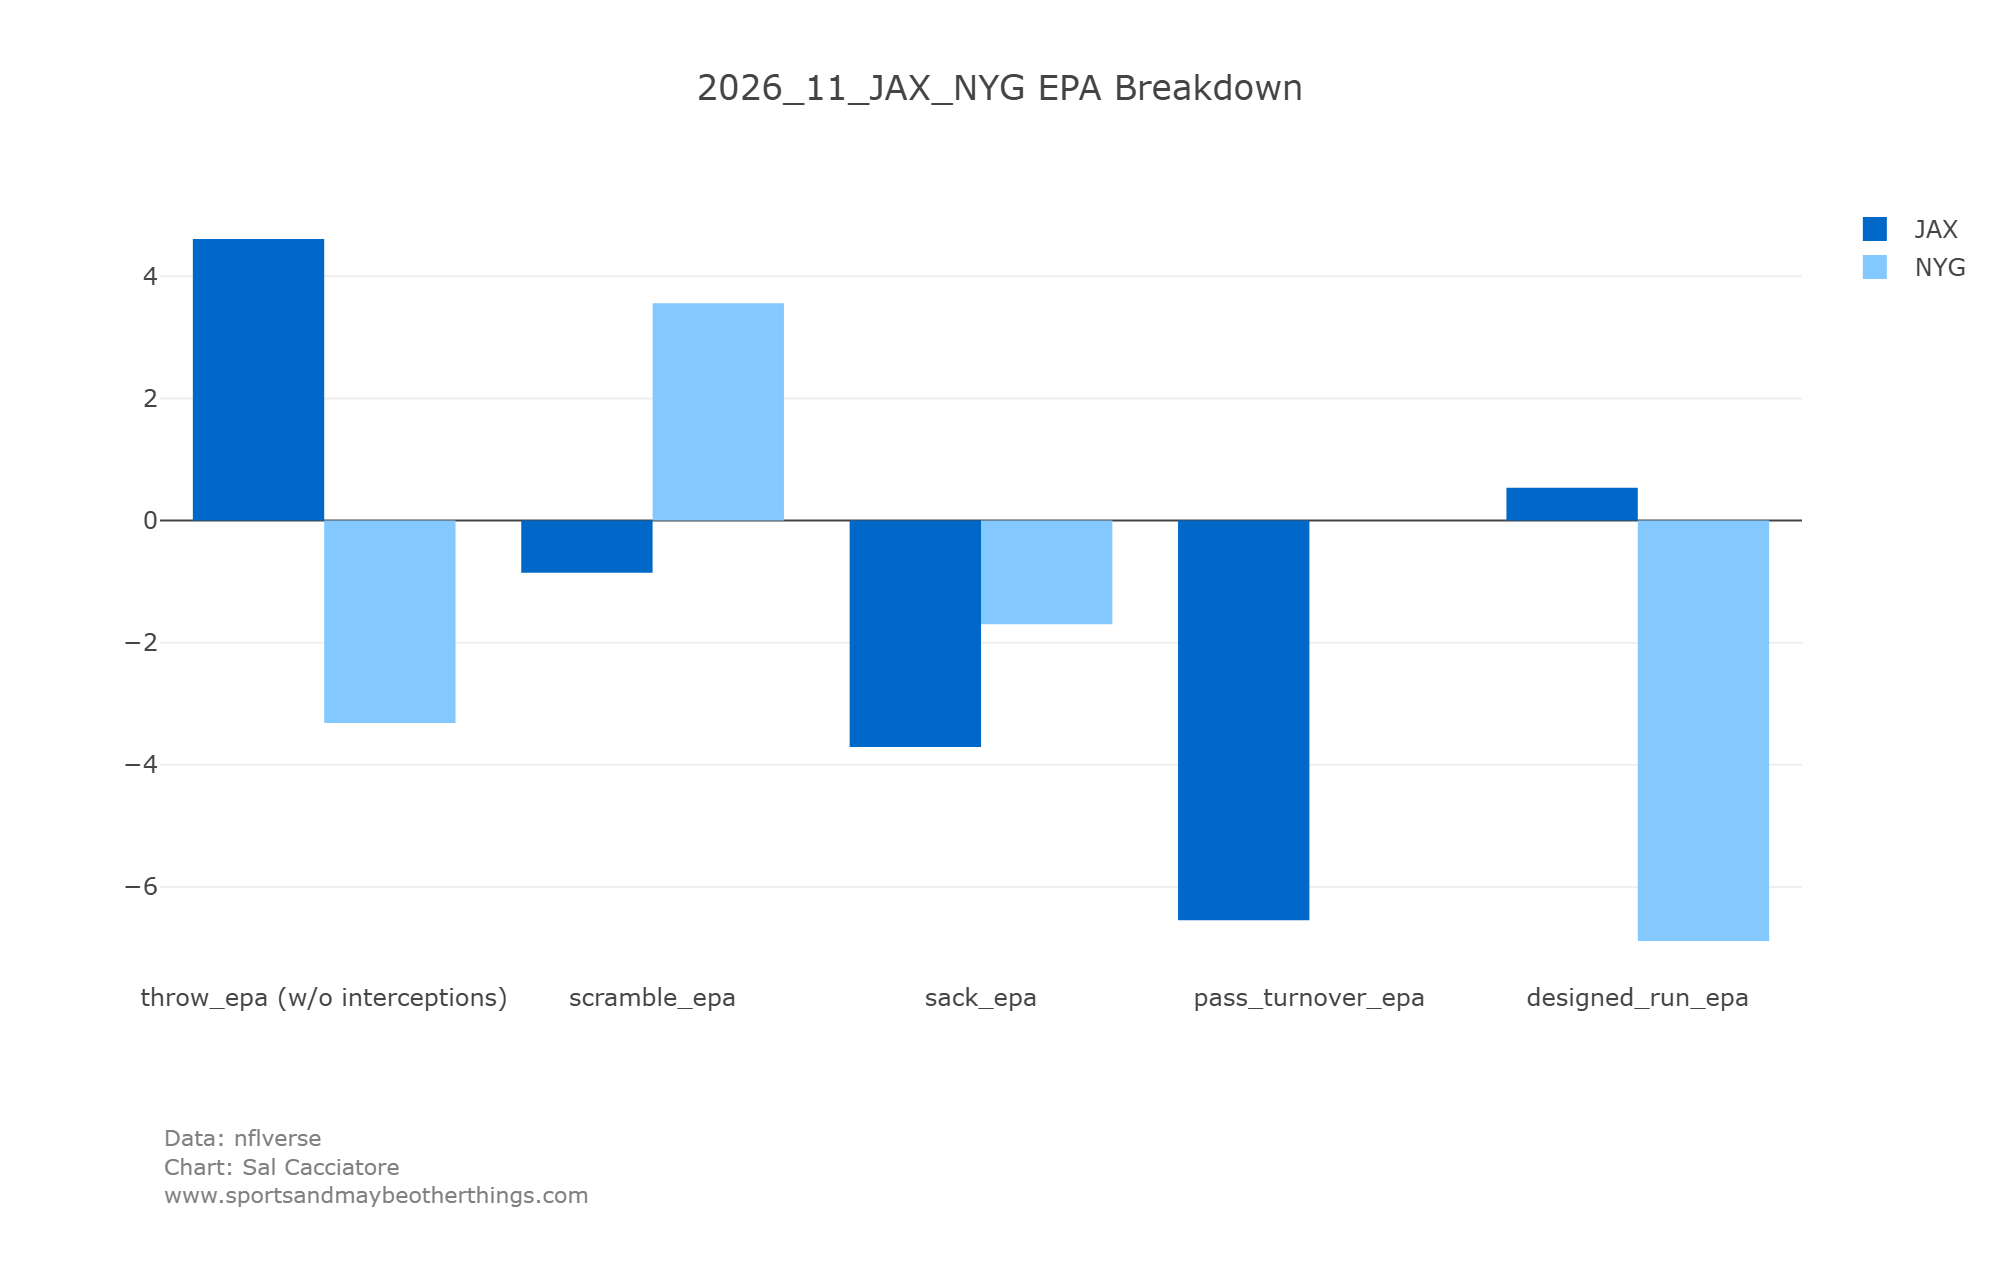 2026_11_JAX_NYG EPA Breakdown
JAX
NYG
4
2
0
−2
−4
−6
throw_epa (w/o interceptions)
scramble_epa
sack_epa
pass_turnover_epa
designed_run_epa
Data: nflverse
Chart: Sal Cacciatore
www.sportsandmaybeotherthings.com